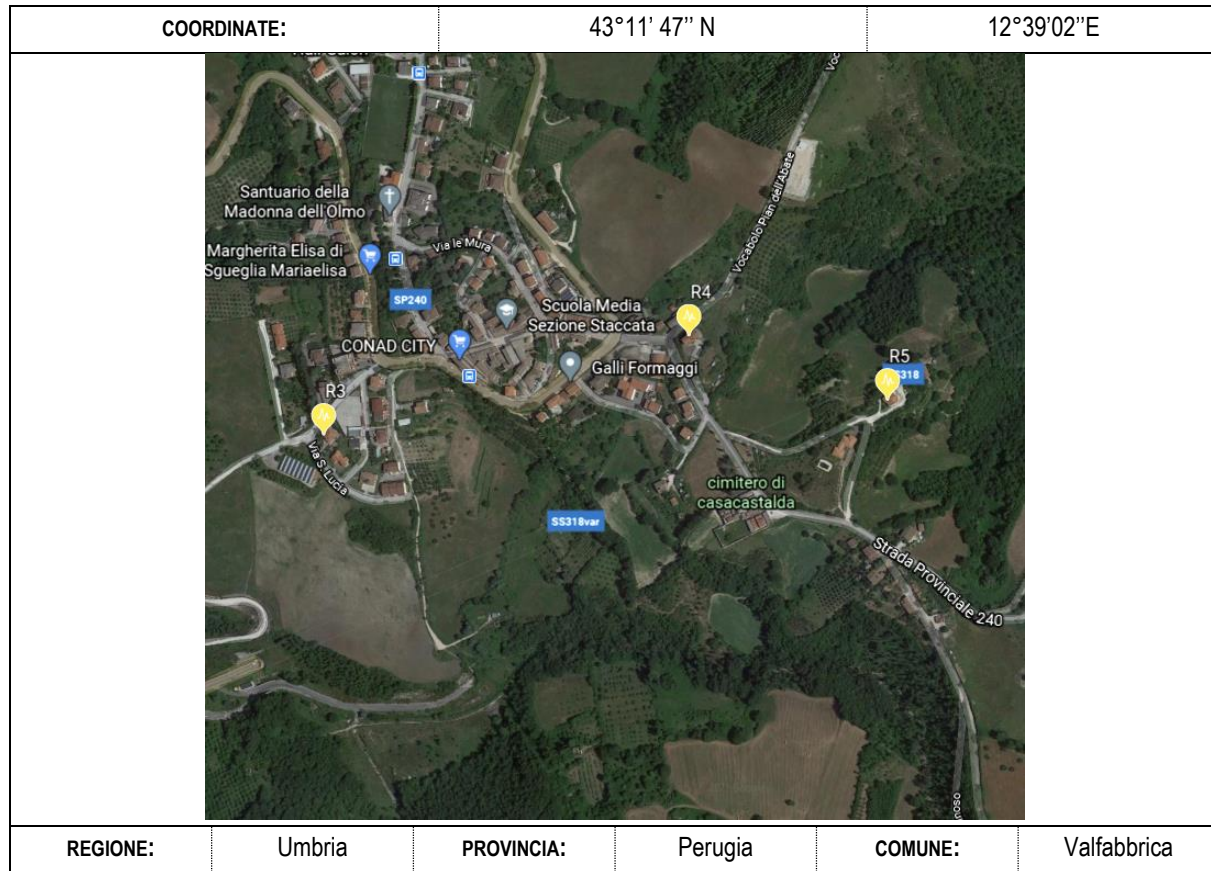 COORDINATE:
43°11' 47'' N
12°39'02''E
Santuario della
Madonna dell'Olmo
Margherita Elisa di
Sgueglia Mariaelisa
Via le Mura
SP240
Scuola Media
Sezione Staccata
CONAD CITY
Galli Formaggi
Vocabolo Pian dell'Abate
R4
R5
R3
Via S. Lucia
cimitero di
casacastalda
SS318var
Strada Provinciale 240
REGIONE:
Umbria
PROVINCIA:
Perugia
COMUNE:
Valfabbrica